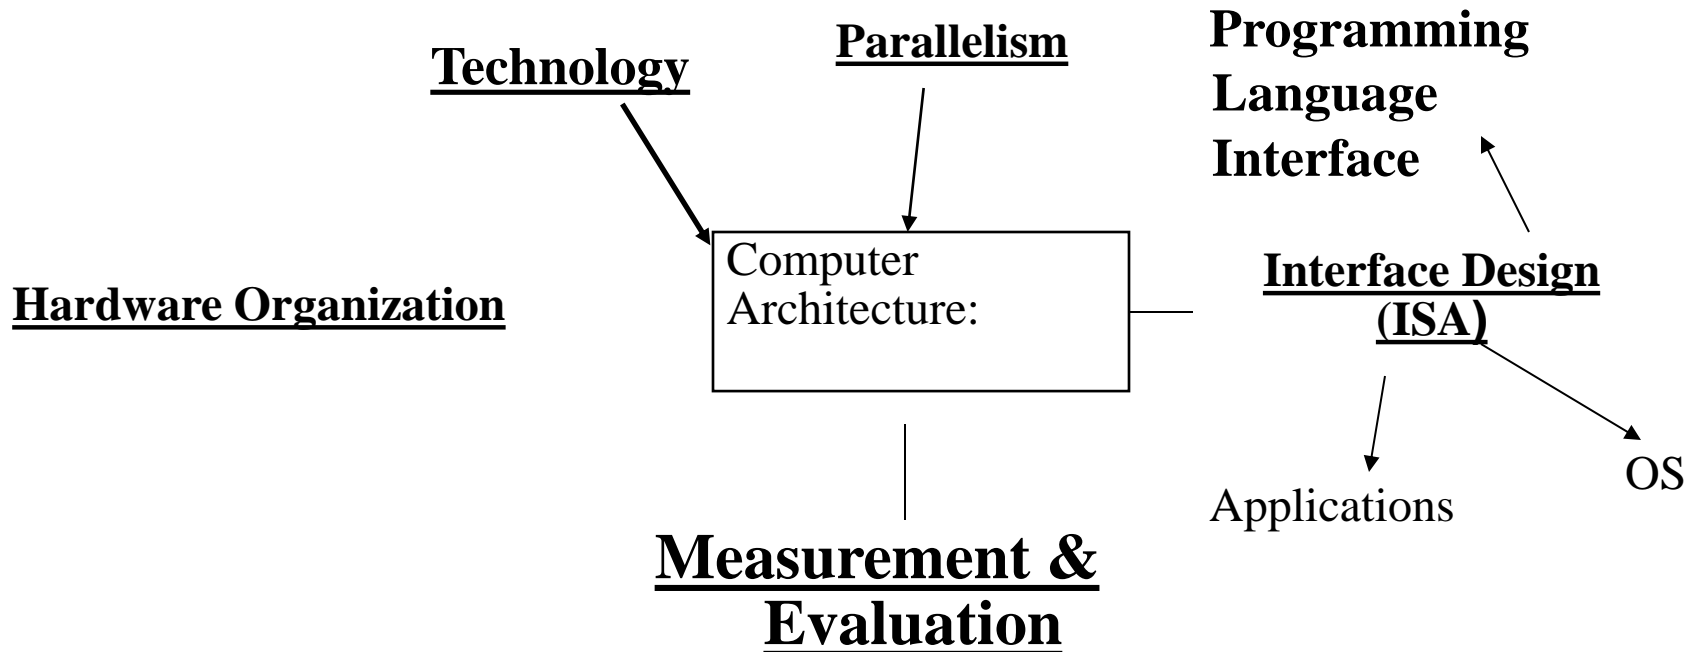 Technology
Parallelism
Programming
Language
Interface
Hardware Organization
Computer
Architecture:
Interface Design
(ISA)
Applications
OS
Measurement &
Evaluation